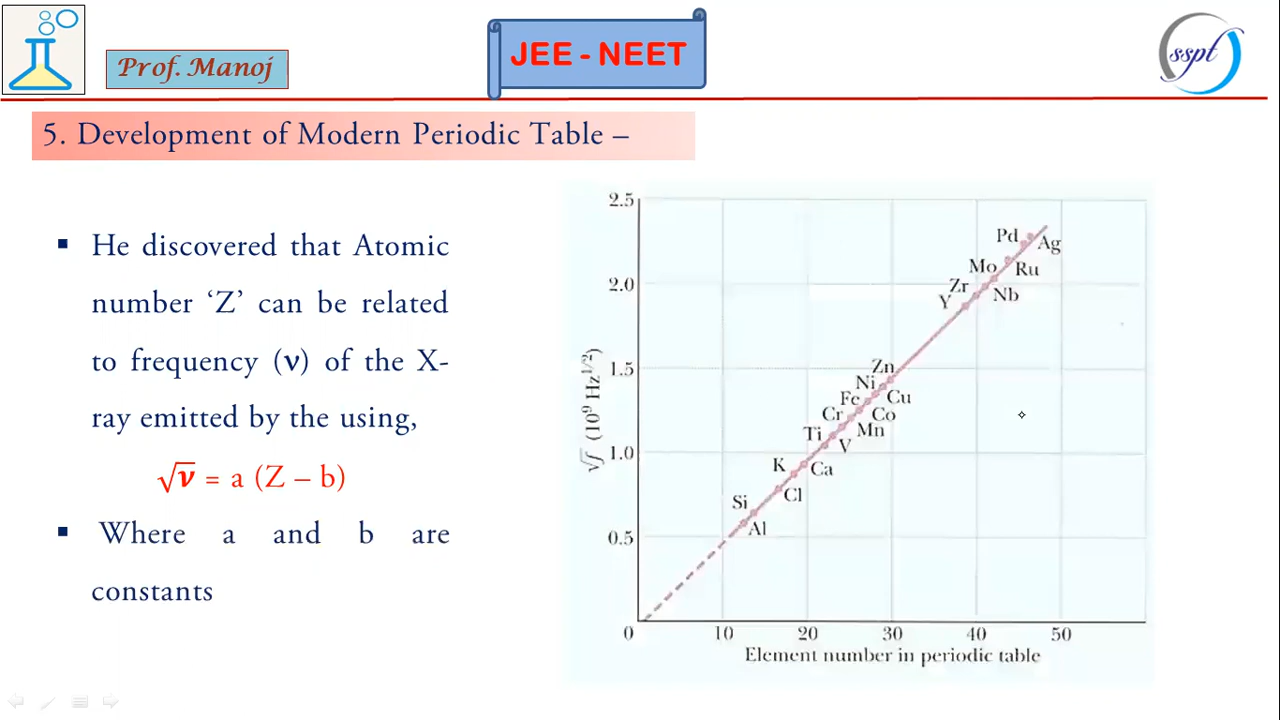 Prof. Manoj
JEE - NEET
sspt
5. Development of Modern Periodic Table –
▪ He discovered that Atomic
number ‘Z’ can be related
to frequency (ν) of the X-
ray emitted by the using,
√ν = a (Z – b)
▪ Where a and b are
constants
2.5
2.0
1.5
1.0
0.5
0
√f (10⁹ Hz^1/2)
Pd
Ag
Mo
Ru
Zr
Nb
Y
Zn
Ni
Cu
Fe
Co
Cr
Mn
Ti
V
K
Ca
Cl
Si
Al
10 20 30 40 50
Element number in periodic table